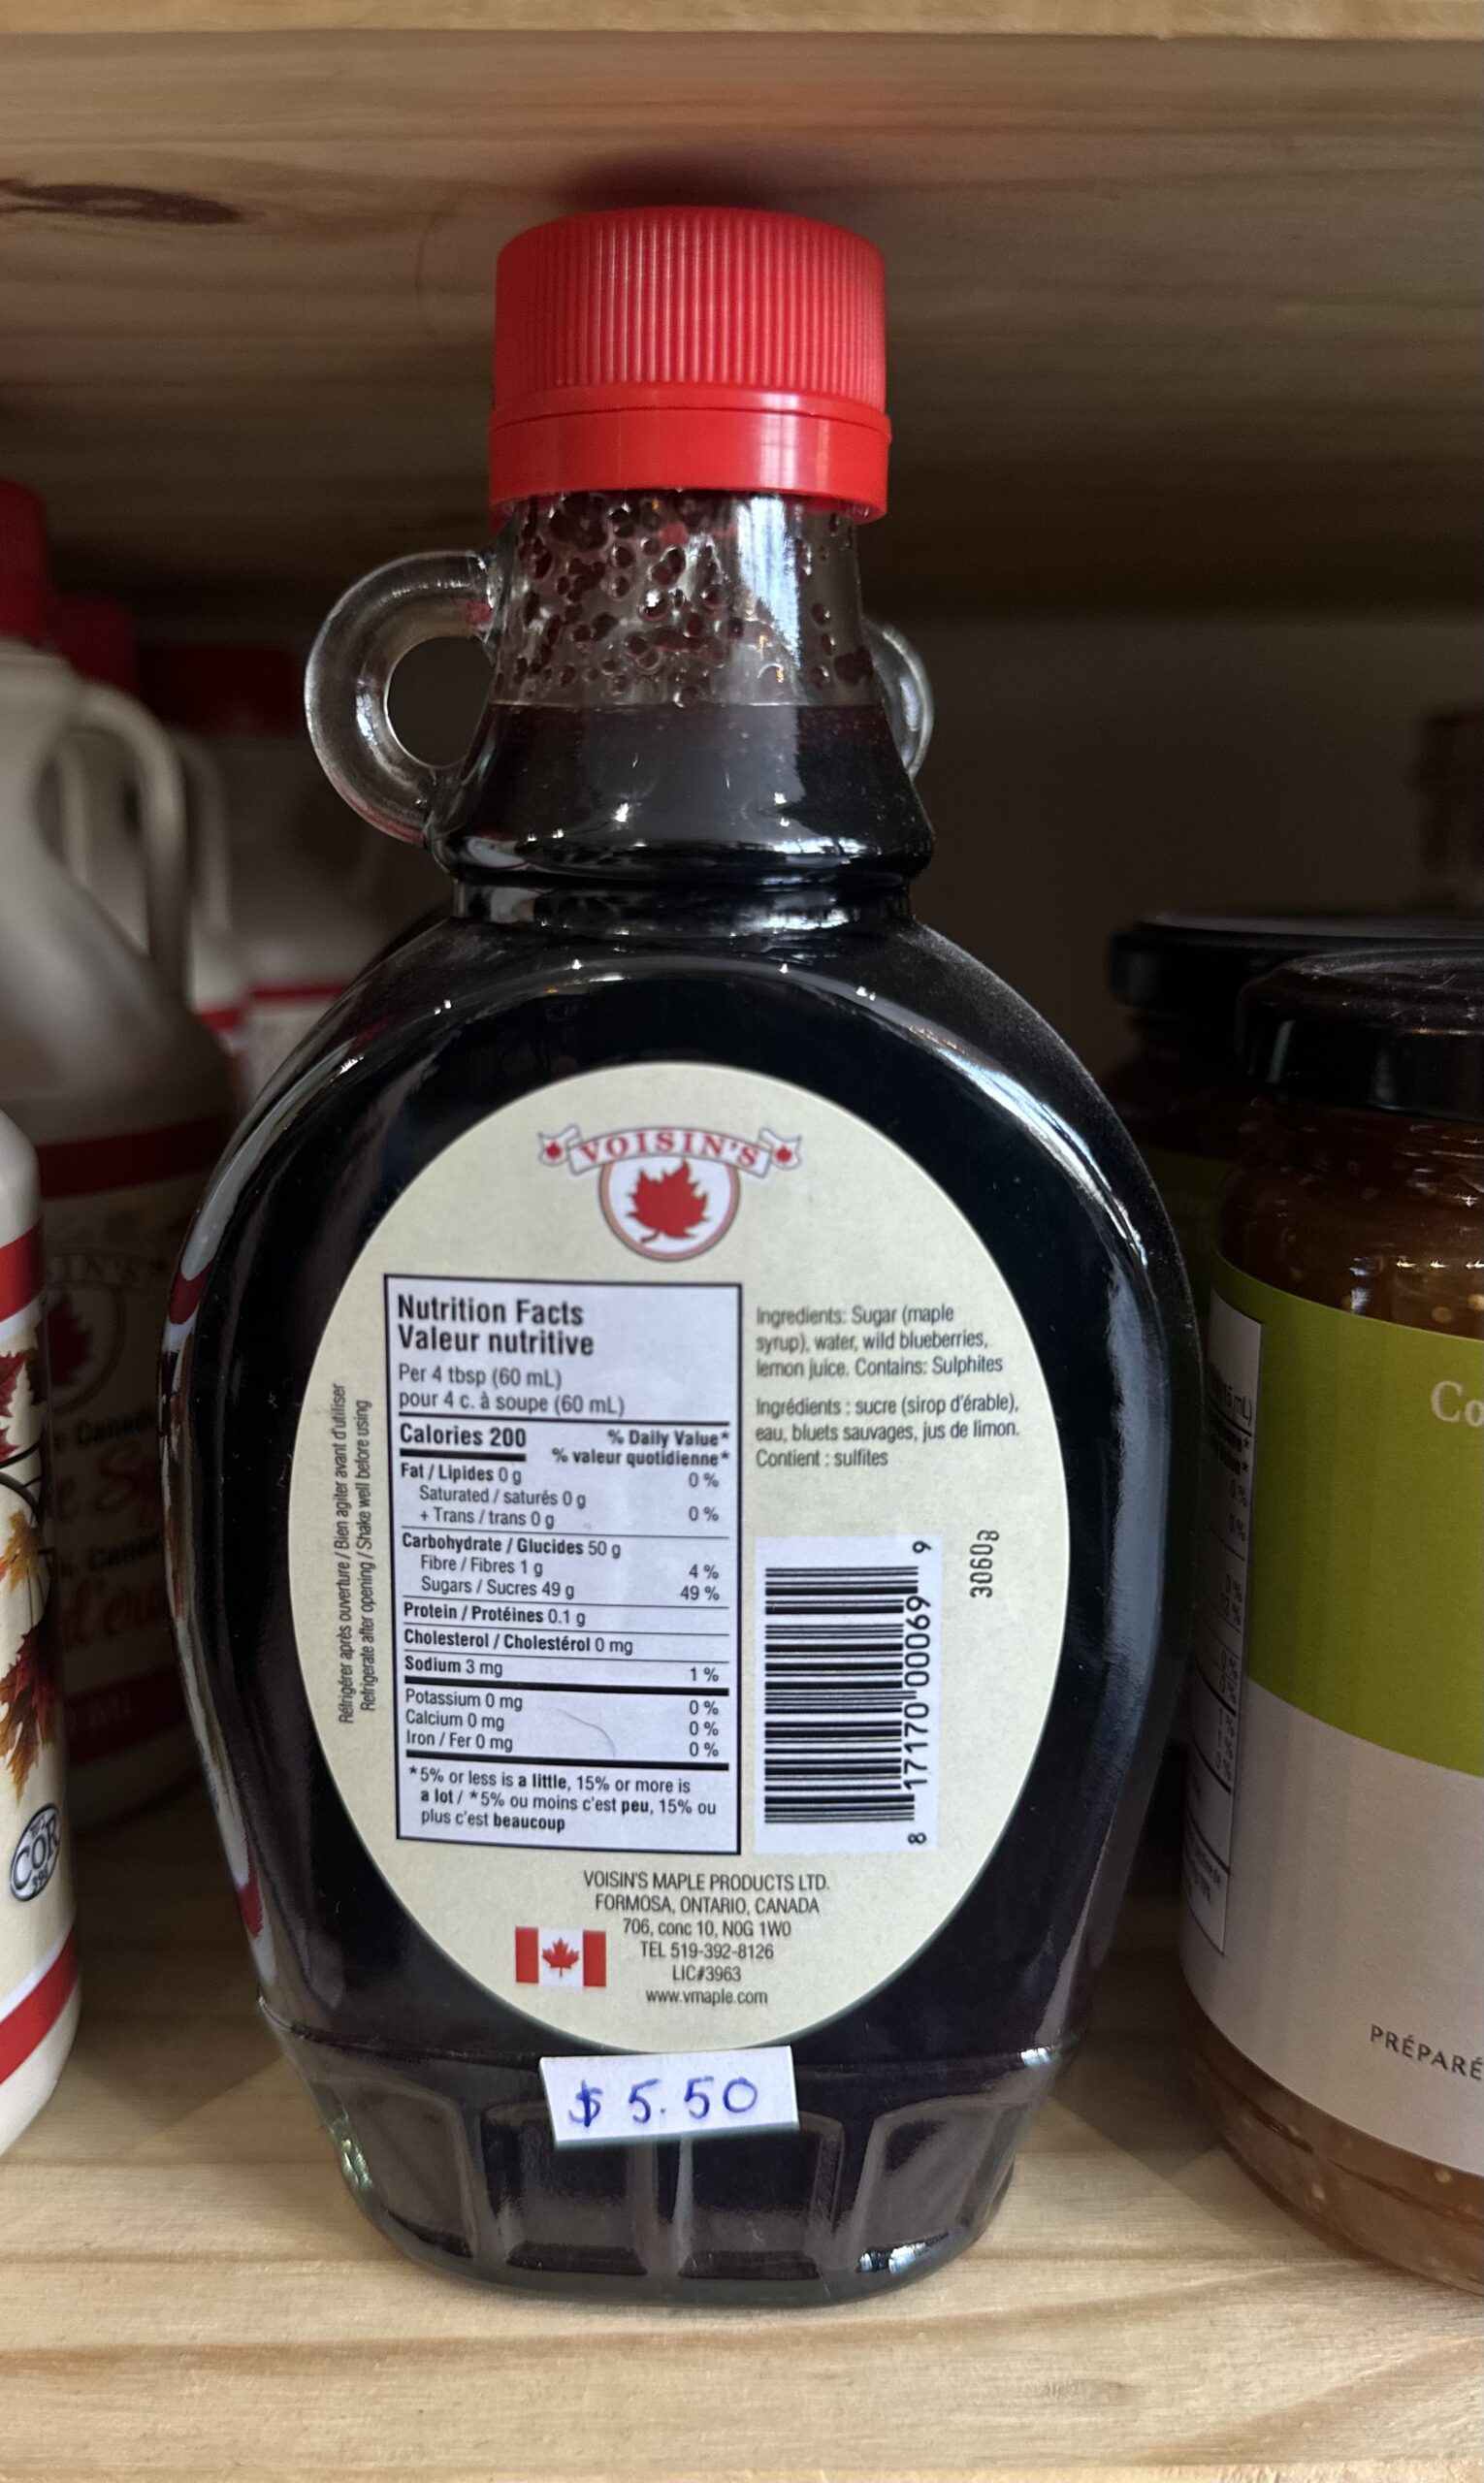 VOISIN'S
Nutrition Facts
Valeur nutritive
Per 4 tbsp (60 mL)
pour 4 c. à soupe (60 mL)
Calories 200
% Daily Value*
% valeur quotidienne*
Fat / Lipides 0 g 0 %
Saturated / saturés 0 g
+ Trans / trans 0 g 0 %
Carbohydrate / Glucides 50 g
Fibre / Fibres 1 g 4 %
Sugars / Sucres 49 g 49 %
Protein / Protéines 0.1 g
Cholesterol / Cholestérol 0 mg
Sodium 3 mg 1 %
Potassium 0 mg 0 %
Calcium 0 mg 0 %
Iron / Fer 0 mg 0 %
*5% or less is a little, 15% or more is
a lot / *5% ou moins c'est peu, 15% ou
plus c'est beaucoup
Ingredients: Sugar (maple
syrup), water, wild blueberries,
lemon juice. Contains: Sulphites
Ingrédients : sucre (sirop d'érable),
eau, bluets sauvages, jus de limon.
Contient : sulfites
Réfrigérer après ouverture / Bien agiter avant d'utiliser
Refrigerate after opening / Shake well before using
8 17170 00069 9
30608
VOISIN'S MAPLE PRODUCTS LTD.
FORMOSA, ONTARIO, CANADA
706, conc 10, N0G 1W0
TEL 519-392-8126
LIC#3963
www.vmaple.com
$ 5.50
COR
Co
PRÉPARÉ